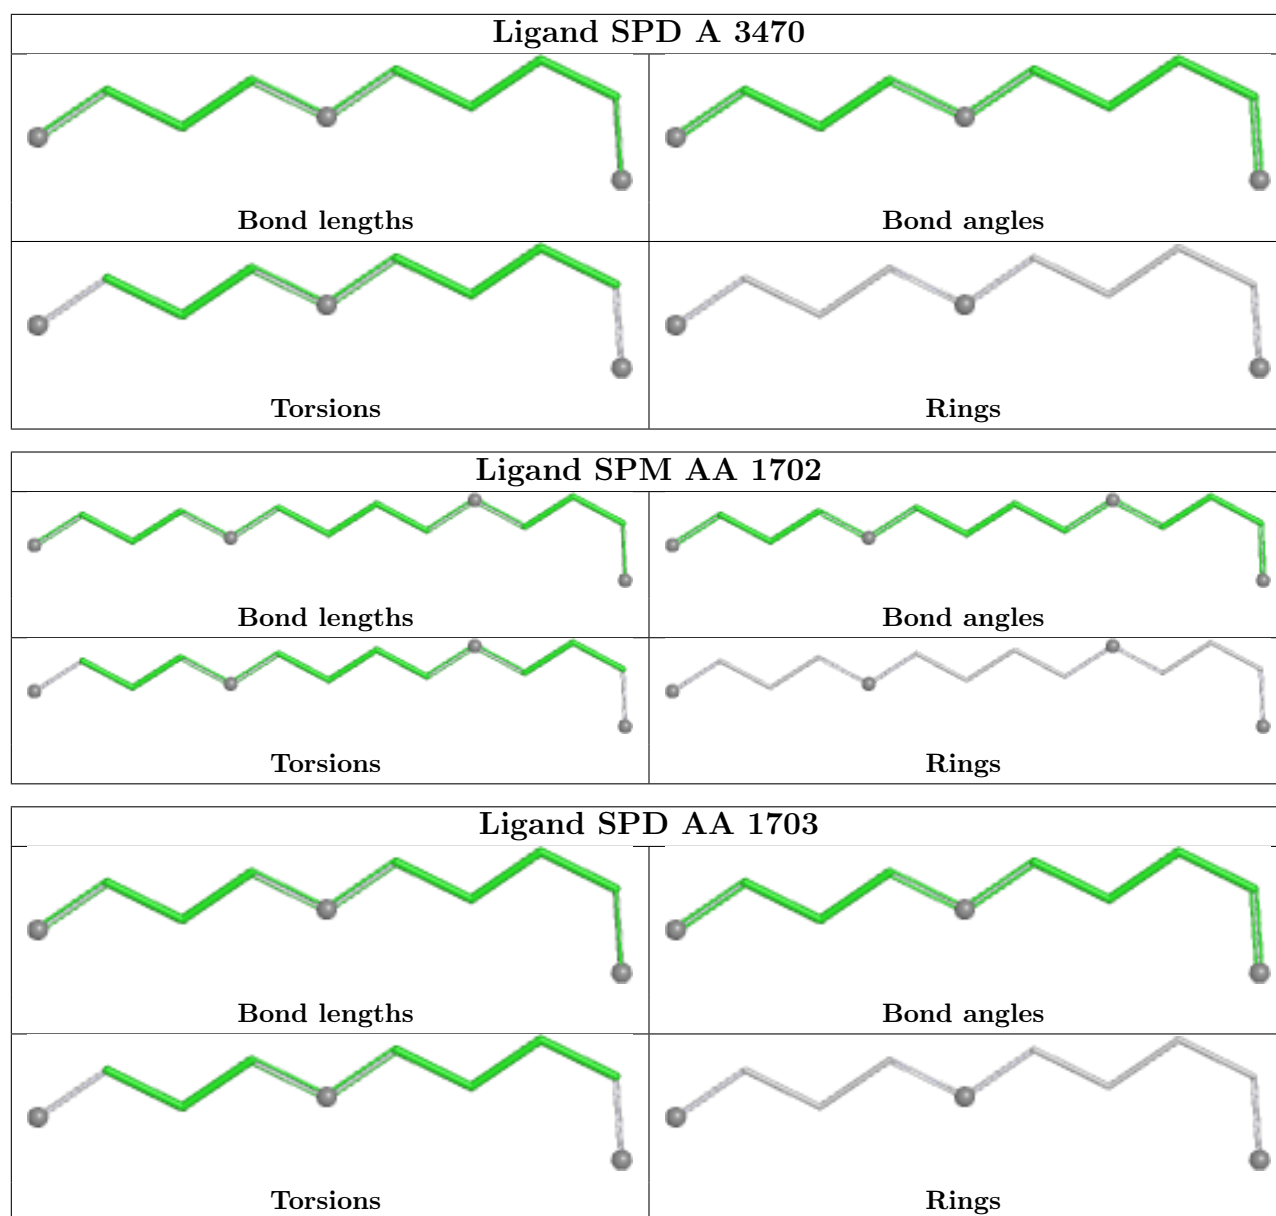 Ligand SPD A 3470
Bond lengths
Bond angles
Torsions
Rings
Ligand SPM AA 1702
Bond lengths
Bond angles
Torsions
Rings
Ligand SPD AA 1703
Bond lengths
Bond angles
Torsions
Rings